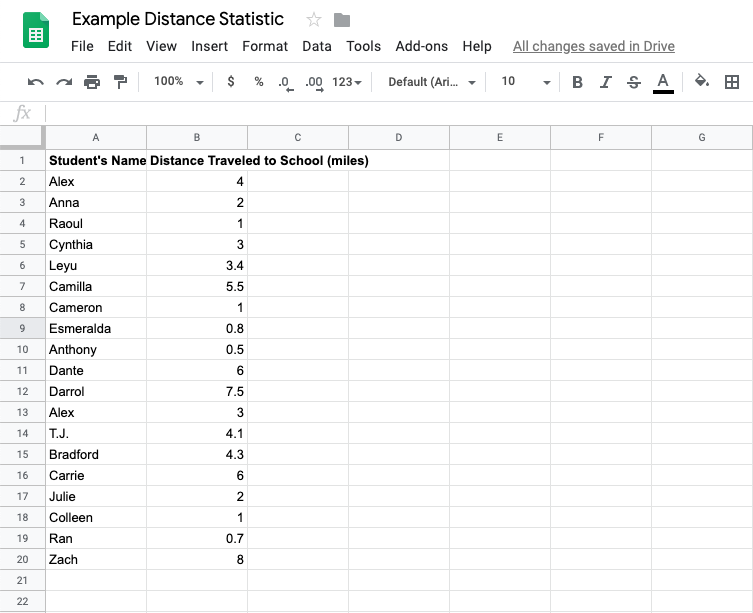 Example Distance Statistic
File Edit View Insert Format Data Tools Add-ons Help All changes saved in Drive
100% $ % .0 .00 123 Default (Ari... 10 B I S A
fx
A B C D E F G
1 Student's Name Distance Traveled to School (miles)
2 Alex 4
3 Anna 2
4 Raoul 1
5 Cynthia 3
6 Leyu 3.4
7 Camilla 5.5
8 Cameron 1
9 Esmeralda 0.8
10 Anthony 0.5
11 Dante 6
12 Darrol 7.5
13 Alex 3
14 T.J. 4.1
15 Bradford 4.3
16 Carrie 6
17 Julie 2
18 Colleen 1
19 Ran 0.7
20 Zach 8
21
22